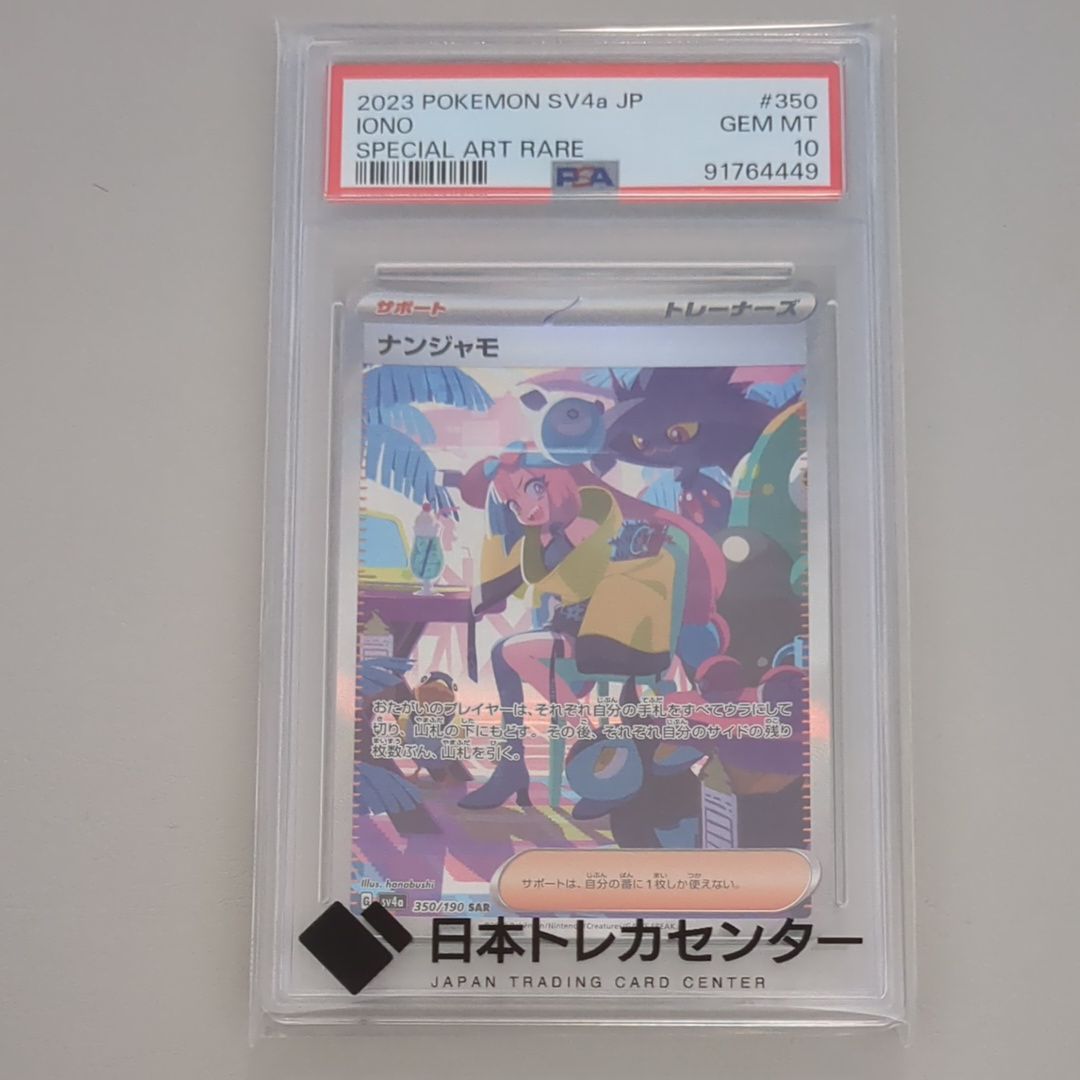 2023 POKEMON SV4a JP #350
IONO GEM MT
SPECIAL ART RARE 10
PSA 91764449
サポート トレーナーズ
ナンジャモ
おたがいのプレイヤーは、それぞれ自分の手札をすべてウラにして
切り、山札の下にもどす。その後、それぞれ自分のサイドの残り
枚数ぶん、山札を引く。
サポートは、自分の番に1枚しか使えない。
Illus. hanabushi
G sv4a 350/190 SAR
日本トレカセンター
JAPAN TRADING CARD CENTER